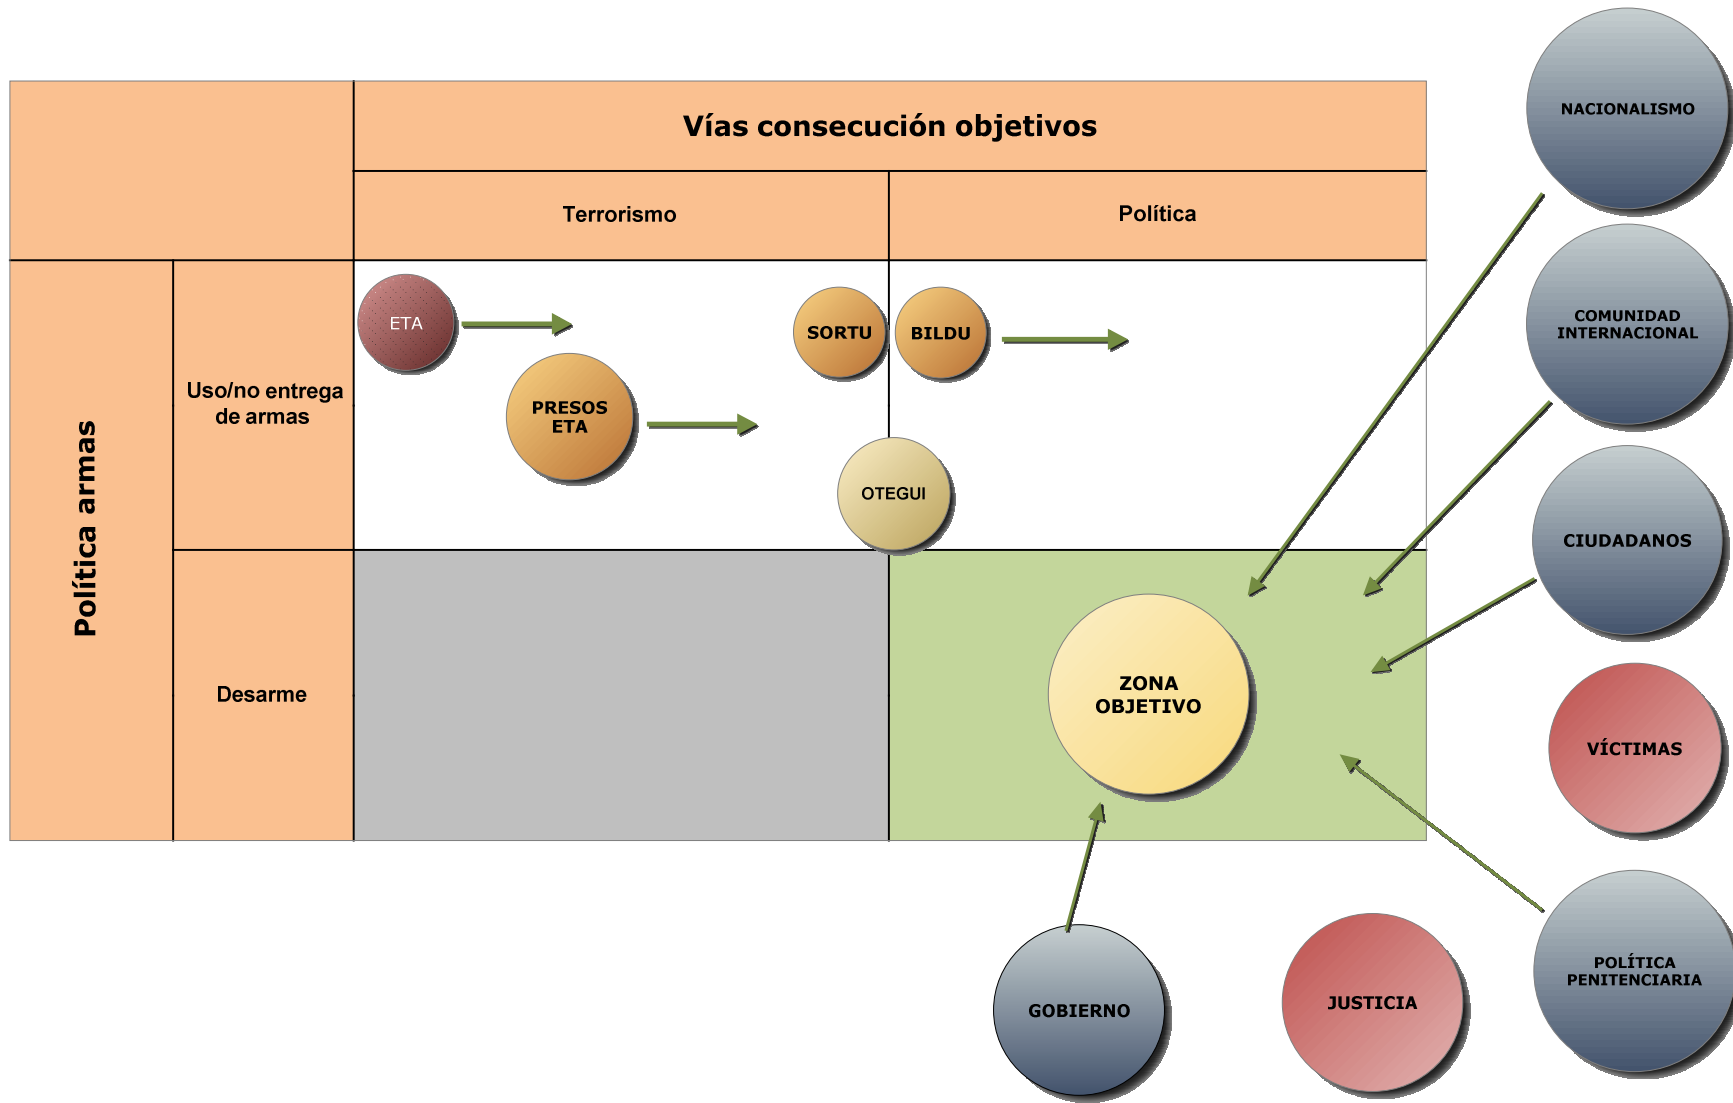 Vías consecución objetivos
Terrorismo
Política
Política armas
Uso/no entrega
de armas
Desarme
ETA
PRESOS
ETA
SORTU
BILDU
OTEGUI
ZONA
OBJETIVO
NACIONALISMO
COMUNIDAD
INTERNACIONAL
CIUDADANOS
VÍCTIMAS
POLÍTICA
PENITENCIARIA
GOBIERNO
JUSTICIA